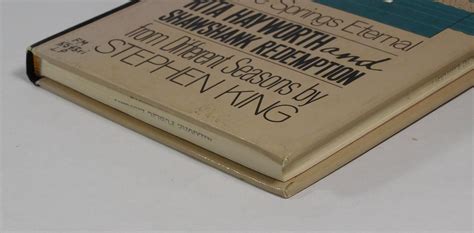 Springs Eternal
RITA HAYWORTH and
SHAWSHANK REDEMPTION
from Different Seasons by
STEPHEN KING